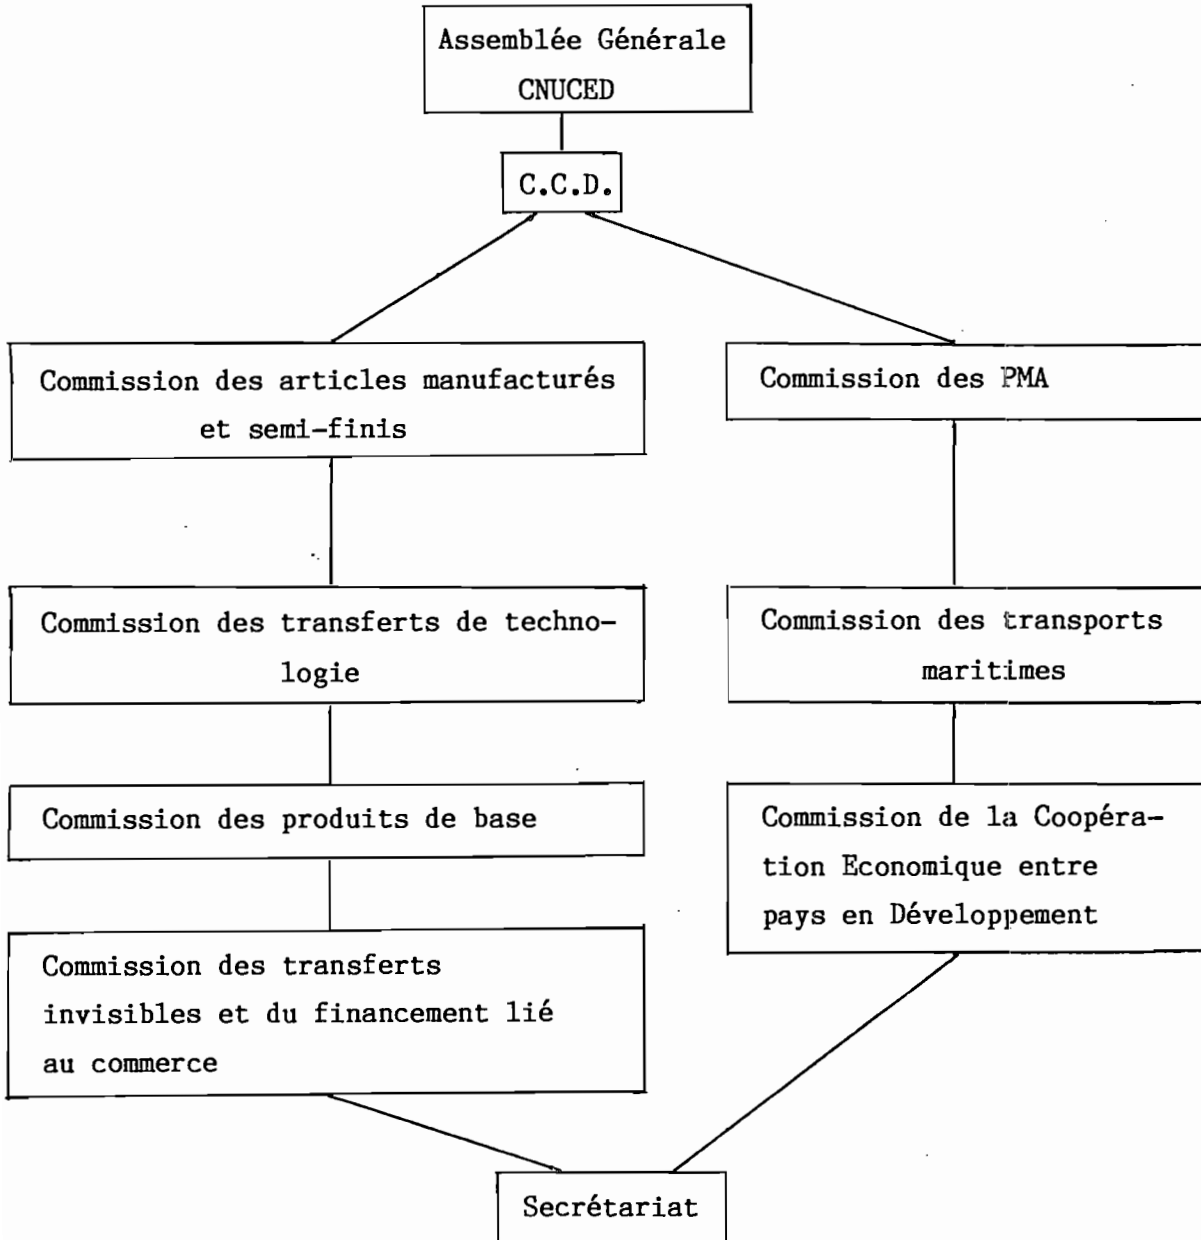 Assemblée Générale
CNUCED
C.C.D.
Commission des articles manufacturés
et semi-finis
Commission des transferts de techno-
logie
Commission des produits de base
Commission des transferts
invisibles et du financement lié
au commerce
Commission des PMA
Commission des transports
maritimes
Commission de la Coopéra-
tion Economique entre
pays en Développement
Secrétariat